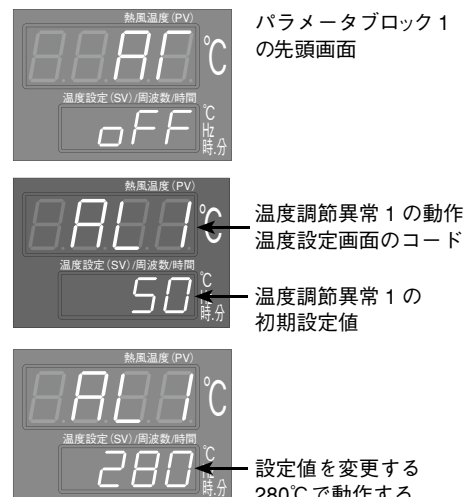 熱風温度(PV)
AT
℃
温度設定(SV)/周波数/時間
oFF
℃
Hz
時.分
パラメータブロック1
の先頭画面
熱風温度(PV)
AL1
℃
温度設定(SV)/周波数/時間
50
℃
時.分
温度調節異常1の動作
温度設定画面のコード
温度調節異常1の
初期設定値
熱風温度(PV)
AL1
℃
温度設定(SV)/周波数/時間
280
℃
時.分
設定値を変更する
280℃で動作する